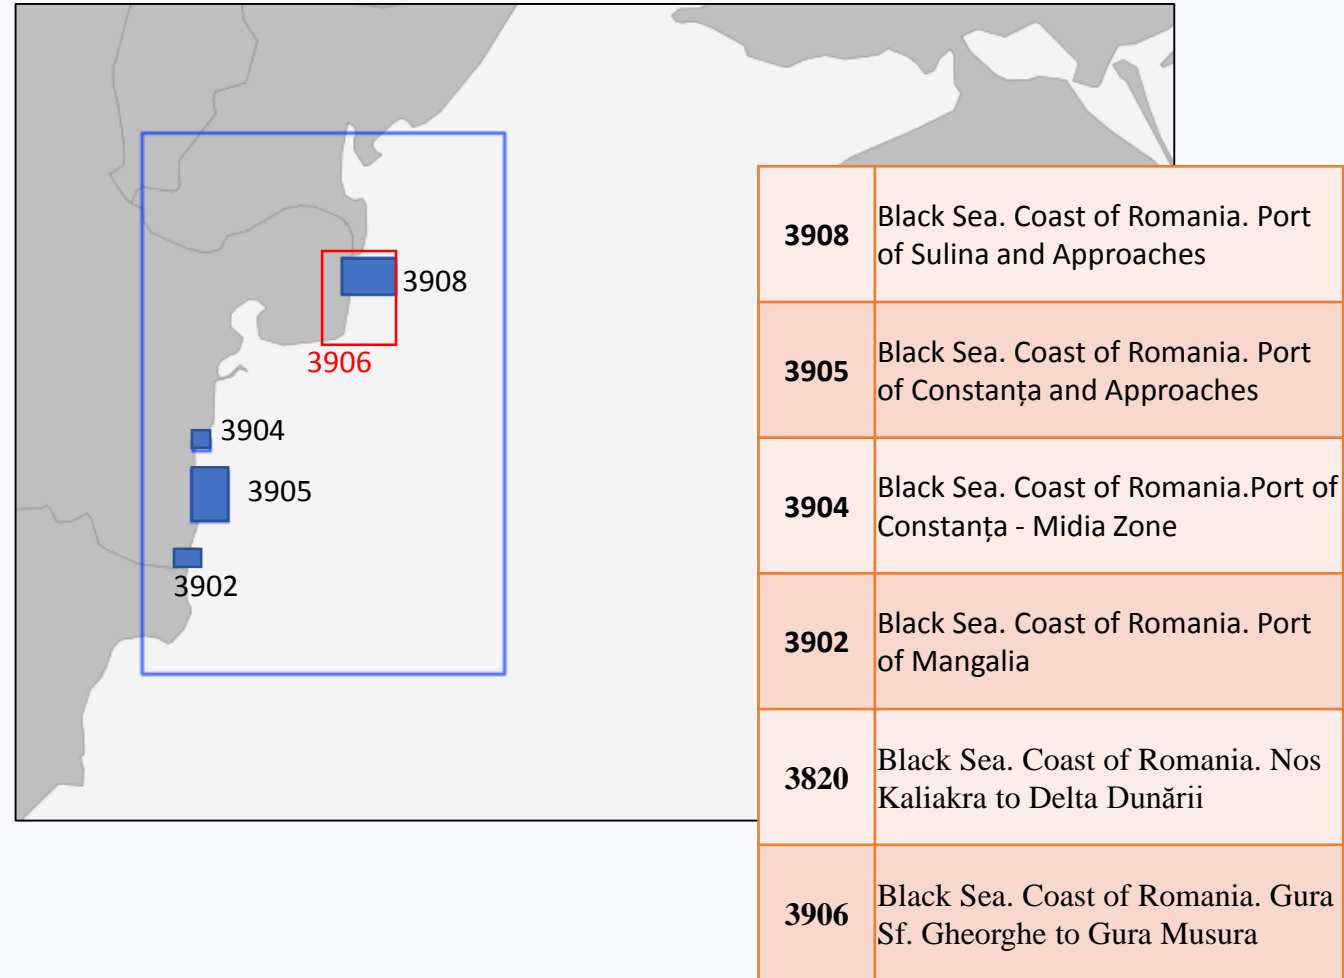 3908
3906
3904
3905
3902
3908
Black Sea. Coast of Romania. Port
of Sulina and Approaches
3905
Black Sea. Coast of Romania. Port
of Constanța and Approaches
3904
Black Sea. Coast of Romania.Port of
Constanța - Midia Zone
3902
Black Sea. Coast of Romania. Port
of Mangalia
3820
Black Sea. Coast of Romania. Nos
Kaliakra to Delta Dunării
3906
Black Sea. Coast of Romania. Gura
Sf. Gheorghe to Gura Musura